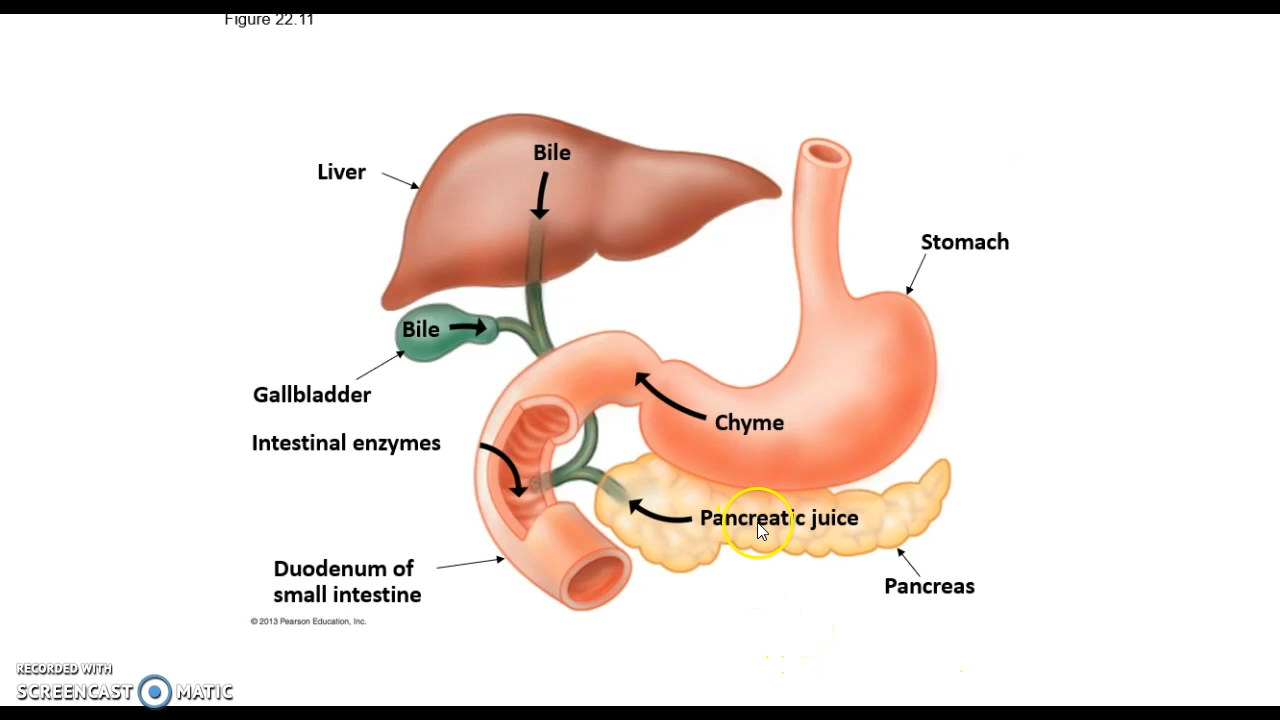 Figure 22.11
Bile
Liver
Stomach
Bile
Gallbladder
Chyme
Intestinal enzymes
Pancreatic juice
Duodenum of
small intestine
Pancreas
© 2013 Pearson Education, Inc.
RECORDED WITH
SCREENCAST MATIC